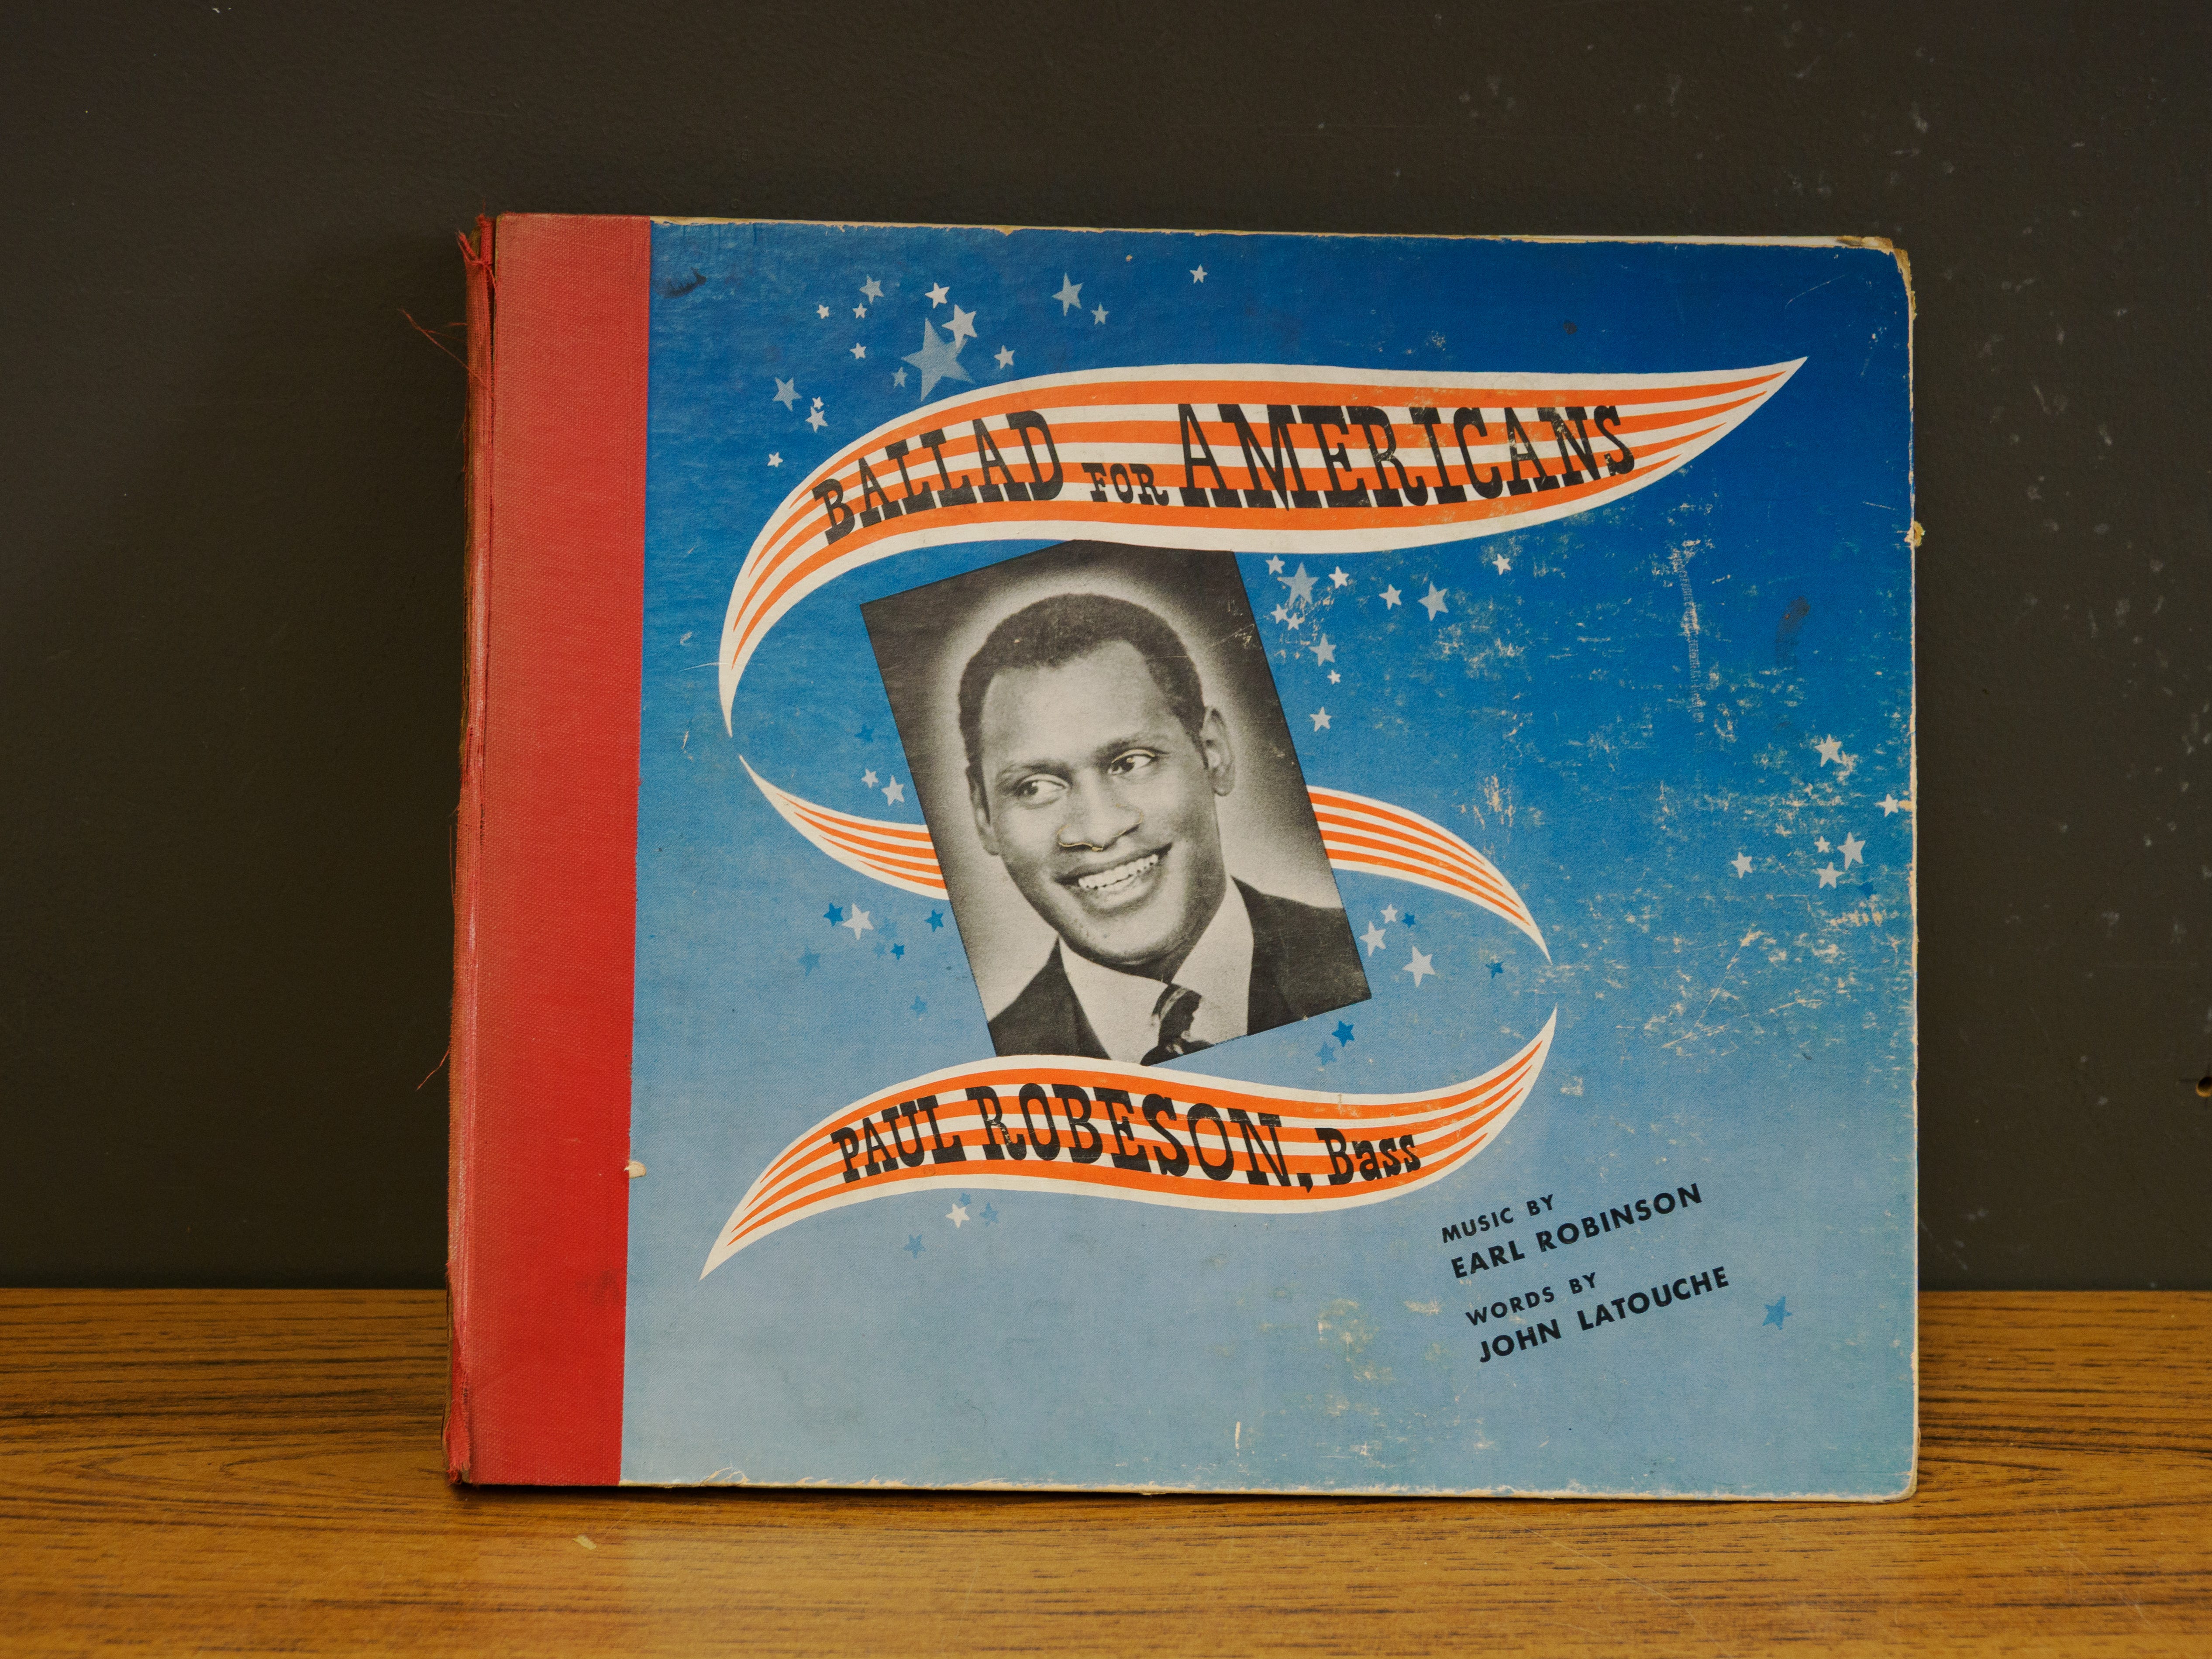 BALLAD FOR AMERICANS
PAUL ROBESON, Bass
MUSIC BY
EARL ROBINSON
WORDS BY
JOHN LATOUCHE